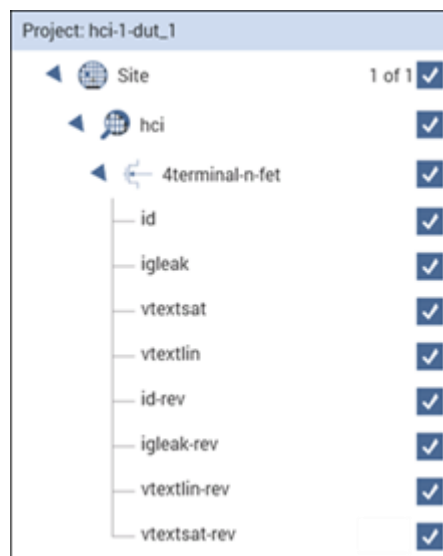 Project: hci-1-dut_1
Site 1 of 1
hci
4terminal-n-fet
id
igleak
vtextsat
vtextlin
id-rev
igleak-rev
vtextlin-rev
vtextsat-rev